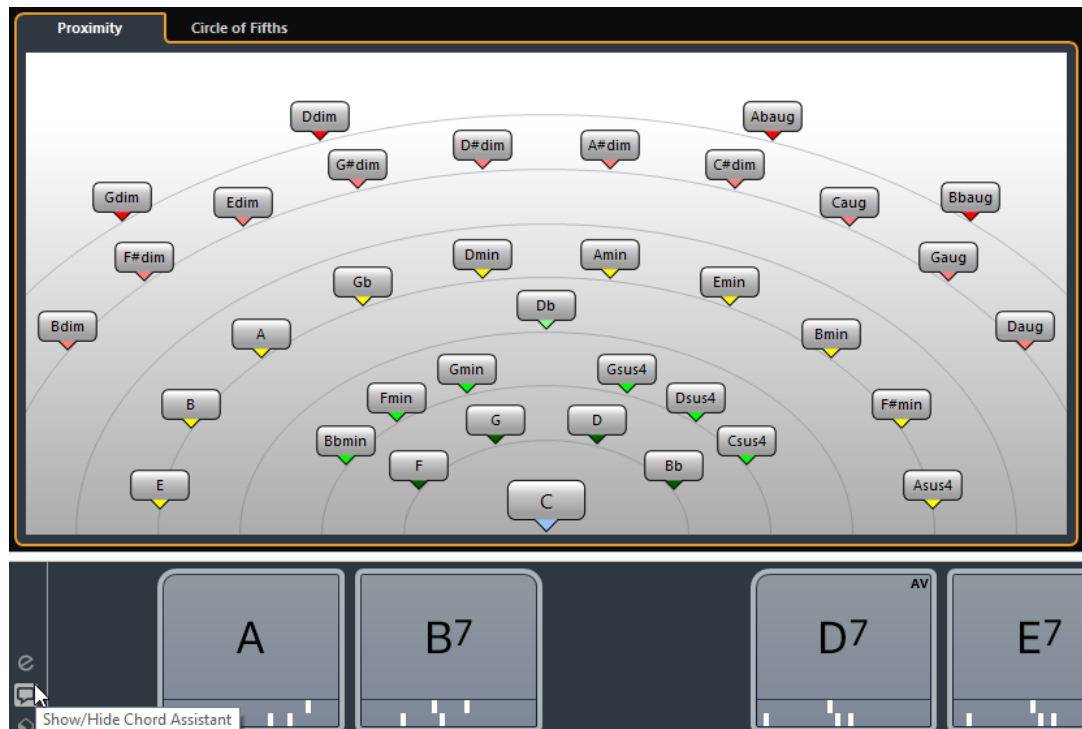 Proximity Circle of Fifths
Ddim Abaug
D#dim A#dim
G#dim C#dim
Gdim Edim Caug Bbaug
F#dim Dmin Amin Gaug
Gb Emin
Db
Bdim A Bmin Daug
Gmin Gsus4
Fmin Dsus4
B F#min
G D
Bbmin Csus4
F Bb
E Asus4
C
AV
A B7 D7 E7
Show/Hide Chord Assistant